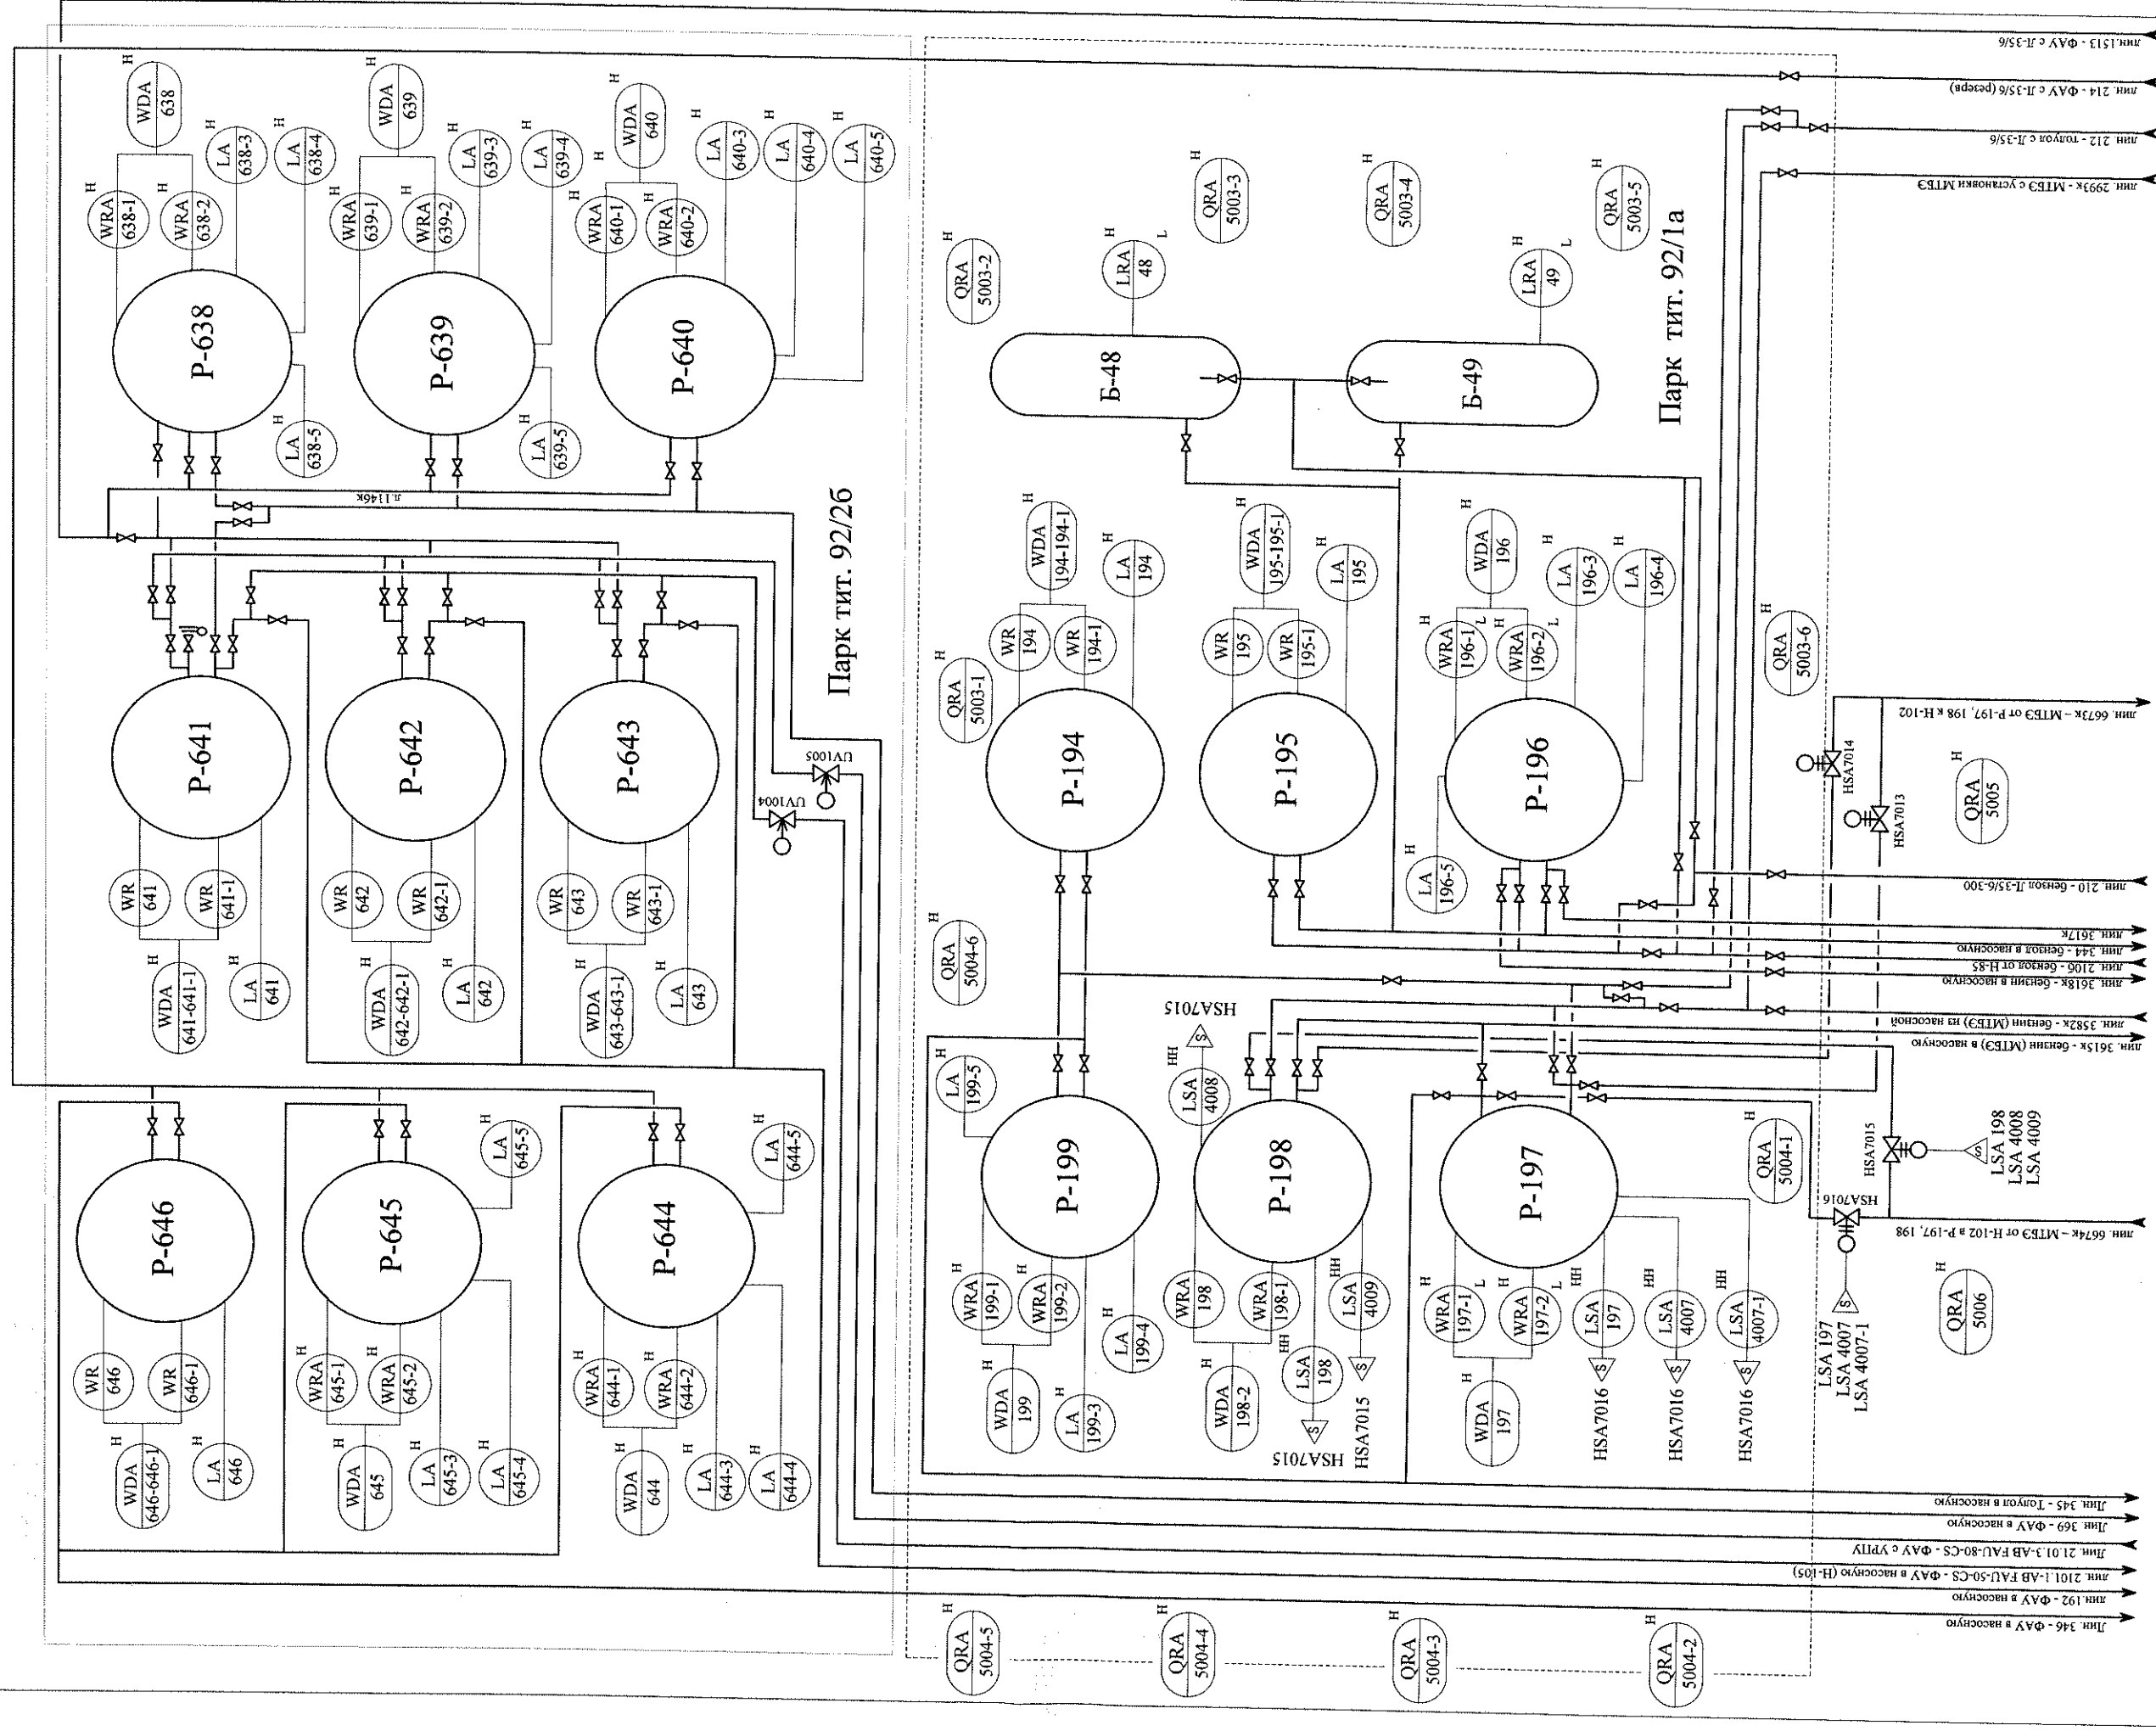 WDA
638
H
WRA
638-1
H
WRA
638-2
LA
638-3
H
LA
638-4
H
P-638
LA
638-5
H
WDA
639
H
WRA
639-1
H
WRA
639-2
LA
639-3
H
LA
639-4
H
P-639
LA
639-5
H
WDA
640
H
WRA
640-1
H
WRA
640-2
H
LA
640-3
H
LA
640-4
H
LA
640-5
H
P-640
л.1146к
Парк тит. 92/2б
P-641
WR
641
WR
641-1
WDA
641-641-1
H
LA
641
H
P-642
WR
642
WR
642-1
WDA
642-642-1
H
LA
642
H
P-643
WR
643
WR
643-1
WDA
643-643-1
H
LA
643
H
UV1004
UV1005
P-646
WR
646
WR
646-1
WDA
646-646-1
H
LA
646
H
P-645
LA
645-5
H
WRA
645-1
H
WRA
645-2
H
WDA
645
H
LA
645-3
H
LA
645-4
H
P-644
LA
644-5
H
WRA
644-1
H
WRA
644-2
H
WDA
644
H
LA
644-3
H
LA
644-4
H
QRA
5003-2
H
QRA
5003-3
H
QRA
5003-4
H
QRA
5003-5
H
LRA
48
H
L
LRA
49
H
L
Б-48
Б-49
Парк тит. 92/1а
WDA
194-194-1
H
WR
194
WR
194-1
LA
194
H
P-194
QRA
5003-1
H
WDA
195-195-1
H
WR
195
WR
195-1
LA
195
H
P-195
WDA
196
H
WRA
196-1
H
L
WRA
196-2
H
L
LA
196-3
H
LA
196-4
H
P-196
LA
196-5
H
QRA
5003-6
H
QRA
5004-6
H
HSA7014
HSA7013
QRA
5005
H
P-199
LA
199-5
H
WRA
199-1
H
WRA
199-2
H
WDA
199
H
LA
199-3
H
LA
199-4
H
P-198
HSA7015
S
LSA
4008
HH
WRA
198
H
WRA
198-1
H
WDA
198-2
H
LSA
198
HH
S
HSA7015
LSA
4009
HH
S
HSA7015
P-197
WRA
197-1
H
L
WRA
197-2
H
L
WDA
197
H
LSA
197
HH
S
HSA7016
LSA
4007
HH
S
HSA7016
LSA
4007-1
HH
S
HSA7016
QRA
5004-1
H
HSA7015
S
LSA 198
LSA 4008
LSA 4009
HSA7016
S
LSA 197
LSA 4007
LSA 4007-1
QRA
5006
H
QRA
5004-5
H
QRA
5004-4
H
QRA
5004-3
H
QRA
5004-2
H
лин.1513 - ФАУ с Л-35/6
лин. 214 - ФАУ с Л-35/6 (резерв)
лин. 212 - толуол с Л-35/6
лин. 2993к - МТБЭ с установки МТБЭ
лин. 6673к – МТБЭ от Р-197, 198 к Н-102
лин. 210 - бензол Л-35/6-300
лин. 3617к
лин. 344 - бензол в насосную
лин. 2106 - бензол от Н-85
лин. 3618к - бензин в насосную
лин. 3582к - бензин (МТБЭ) из насосной
лин. 3615к - бензин (МТБЭ) в насосную
лин. 6674к – МТБЭ от Н-102 в Р-197, 198
Лин. 345 - Толуол в насосную
Лин. 369 - ФАУ в насосную
Лин. 21.01.3-АВ FAU-80-CS - ФАУ с УРПУ
лин. 2101.1-АВ FAU-50-CS - ФАУ в насосную (Н-105)
лин.192 - ФАУ в насосную
Лин. 346 - ФАУ в насосную